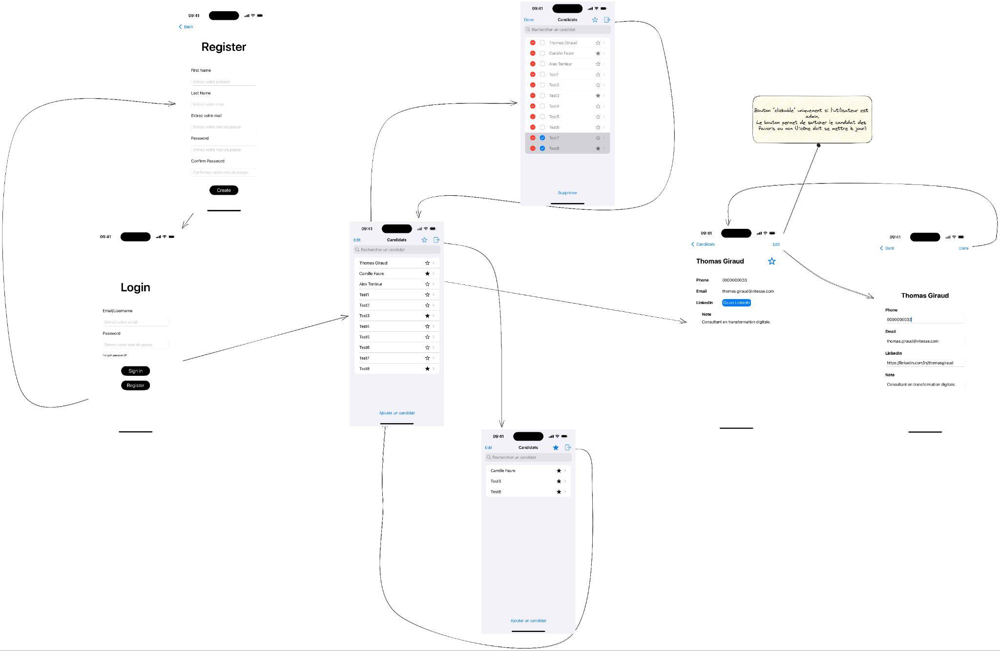 09:41
Back
Register
First Name
Entrez votre prénom
Last Name
Entrez votre nom
Entrez votre mail
Entrez votre mot de passe
Password
Entrez votre mot de passe
Confirm Password
Confirmez votre mot de passe
Create
09:41
Login
Email/Username
Entrez votre email
Password
Entrez votre mot de passe
Forgot password?
Sign in
Register
09:41
Edit Candidats
Rechercher un candidat
Thomas Giraud
Camille Faure
Alex Terrieur
Test1
Test2
Test3
Test4
Test5
Test6
Test7
Test8
Ajouter un candidat
09:41
Done Candidats
Rechercher un candidat
Thomas Giraud
Camille Faure
Alex Terrieur
Test1
Test2
Test3
Test4
Test5
Test6
Test7
Test8
Supprimer
09:41
Edit Candidats
Rechercher un candidat
Camille Faure
Test3
Test8
Ajouter un candidat
Bouton "clickable" uniquement si l'utilisateur est
admin.
Le bouton permet de switcher le candidat des
favoris ou non (l'icône doit se mettre à jour)
09:41
Candidats Edit
Thomas Giraud
Phone 0000000033
Email thomas.giraud@vitesse.com
LinkedIn Go on LinkedIn
Note
Consultant en transformation digitale.
09:41
Back Done
Thomas Giraud
Phone
0000000033
Email
thomas.giraud@vitesse.com
LinkedIn
https://linkedin.com/in/thomasgiraud
Note
Consultant en transformation digitale.